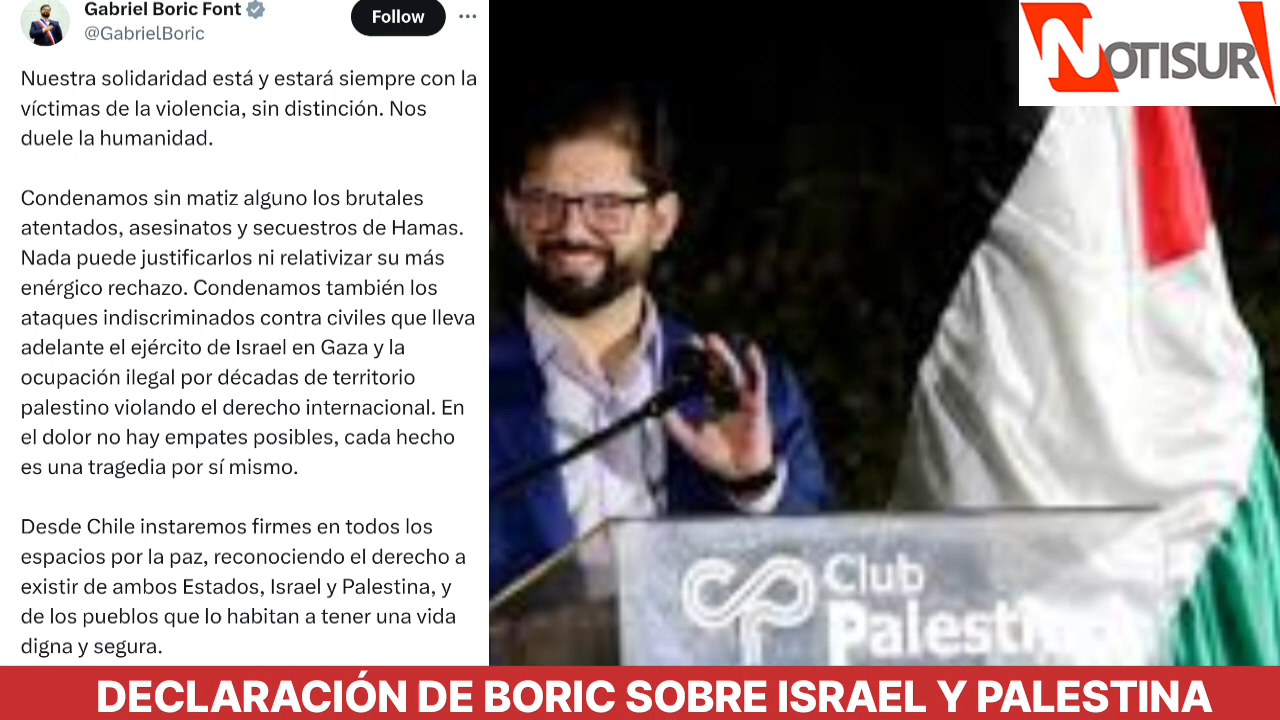 Gabriel Boric Font
@GabrielBoric
Follow
Nuestra solidaridad está y estará siempre con la
víctimas de la violencia, sin distinción. Nos
duele la humanidad.
Condenamos sin matiz alguno los brutales
atentados, asesinatos y secuestros de Hamas.
Nada puede justificarlos ni relativizar su más
enérgico rechazo. Condenamos también los
ataques indiscriminados contra civiles que lleva
adelante el ejército de Israel en Gaza y la
ocupación ilegal por décadas de territorio
palestino violando el derecho internacional. En
el dolor no hay empates posibles, cada hecho
es una tragedia por sí mismo.
Desde Chile instaremos firmes en todos los
espacios por la paz, reconociendo el derecho a
existir de ambos Estados, Israel y Palestina, y
de los pueblos que lo habitan a tener una vida
digna y segura.
NOTISUR
Club
DECLARACIÓN DE BORIC SOBRE ISRAEL Y PALESTINA